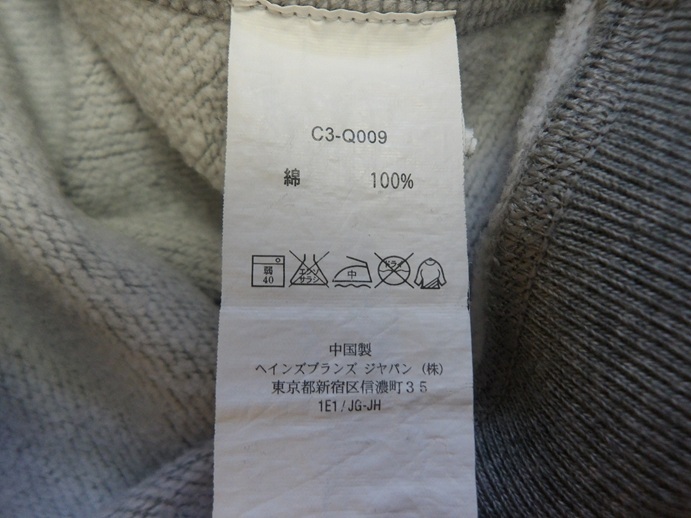 C3-Q009
綿 100%
弱 40 エンソ サラシ 中 ドライ
中国製
ヘインズブランズ ジャパン (株)
東京都新宿区信濃町35
1E1/JG-JH